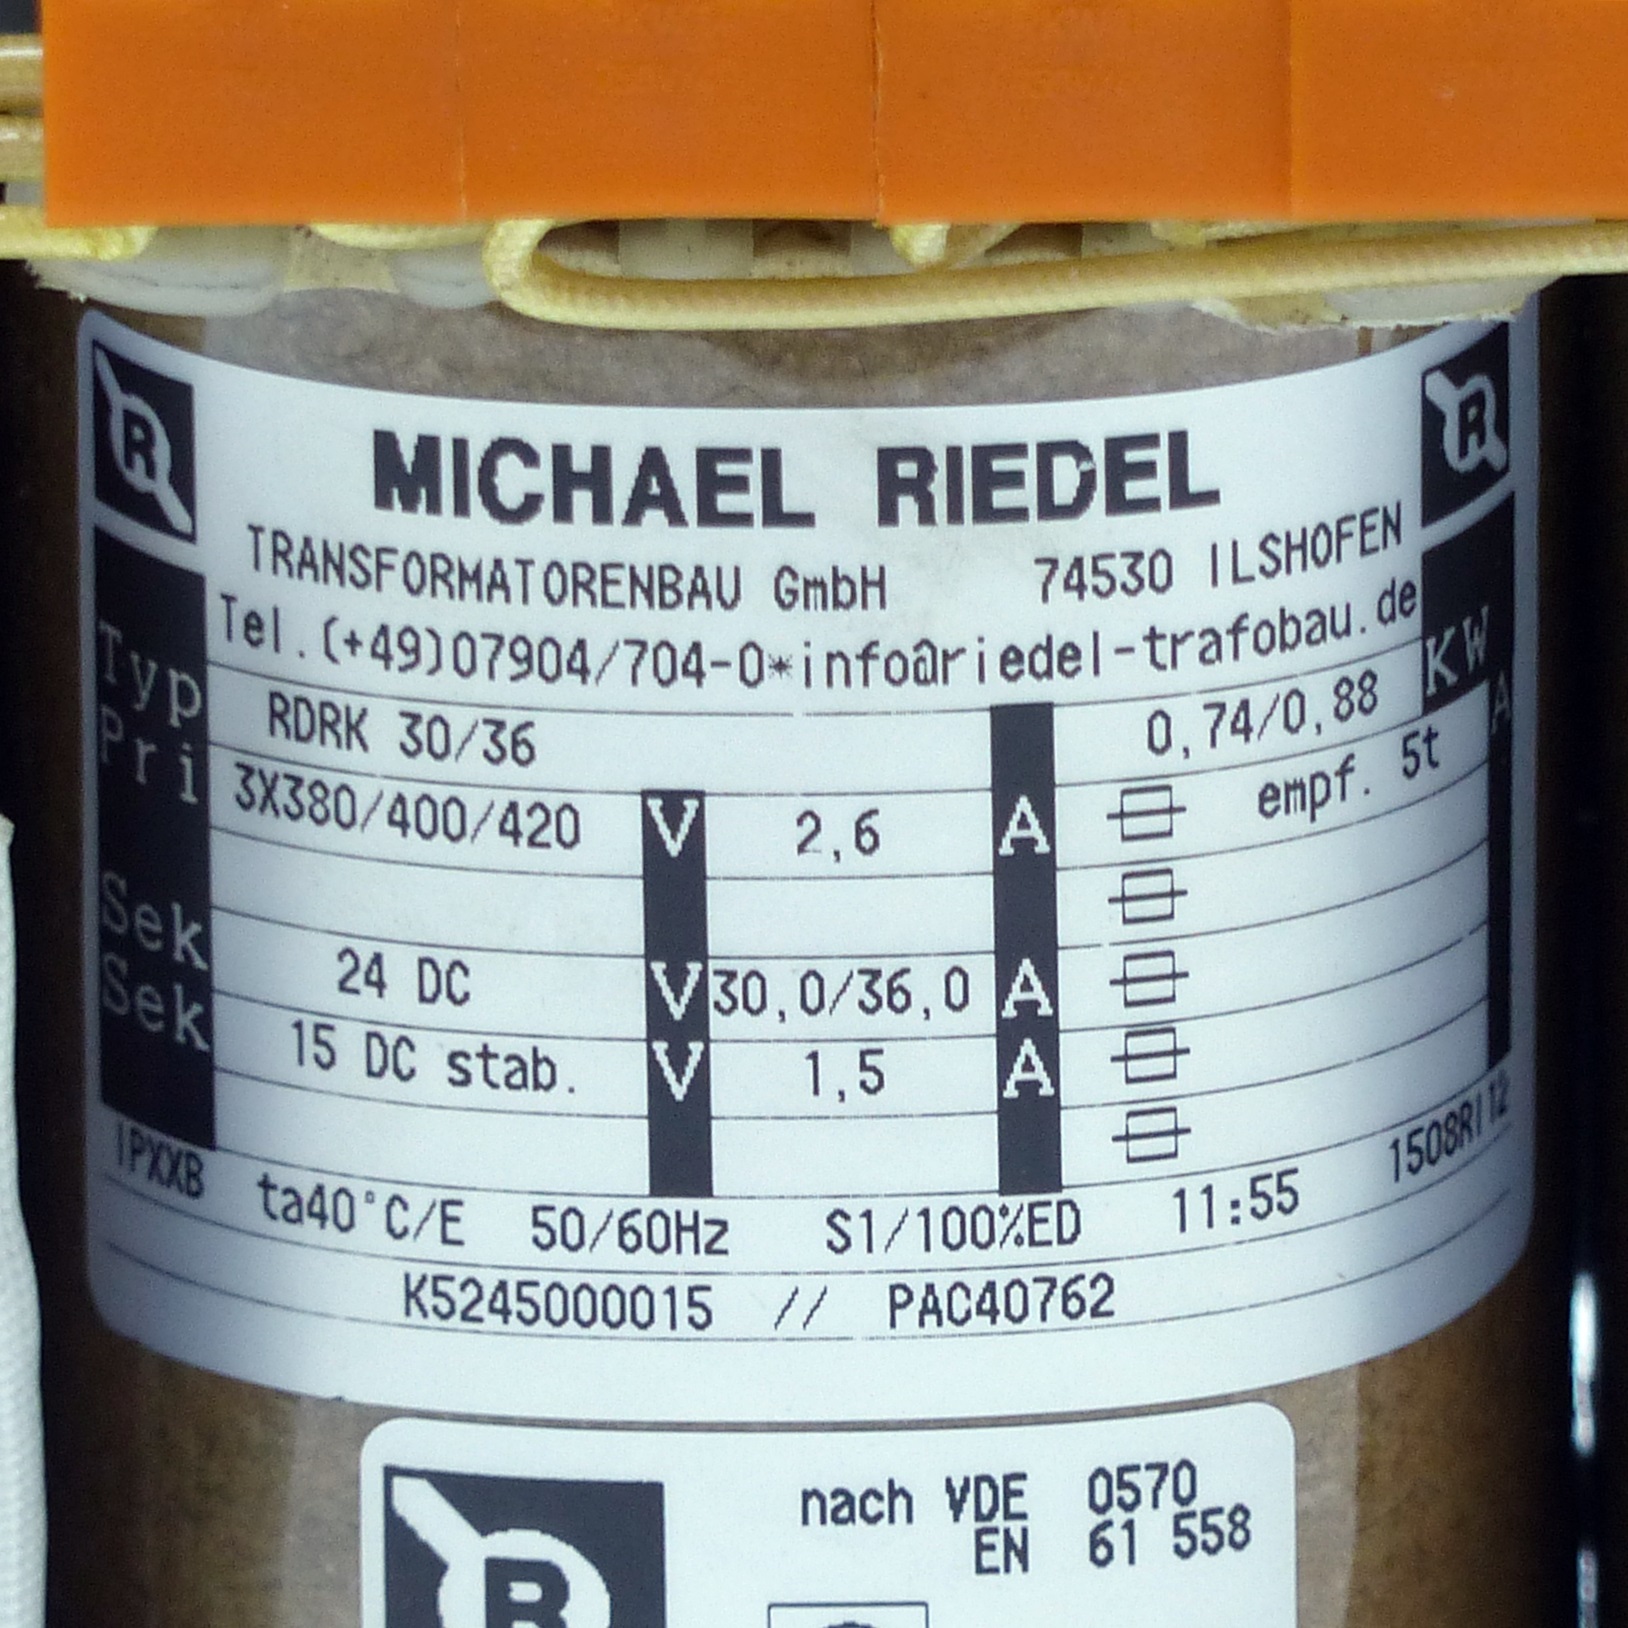 R
R
MICHAEL RIEDEL
TRANSFORMATORENBAU GmbH 74530 ILSHOFEN
Tel.(+49)07904/704-0*info@riedel-trafobau.de
Typ RDRK 30/36 0,74/0,88 KW
Pri 3X380/400/420 V 2,6 A empf. 5t A
Sek 24 DC V 30,0/36,0 A
Sek 15 DC stab. V 1,5 A
IPXXB ta40°C/E 50/60Hz S1/100%ED 11:55 1508RI12
K5245000015 // PAC40762
R
nach VDE 0570
EN 61 558